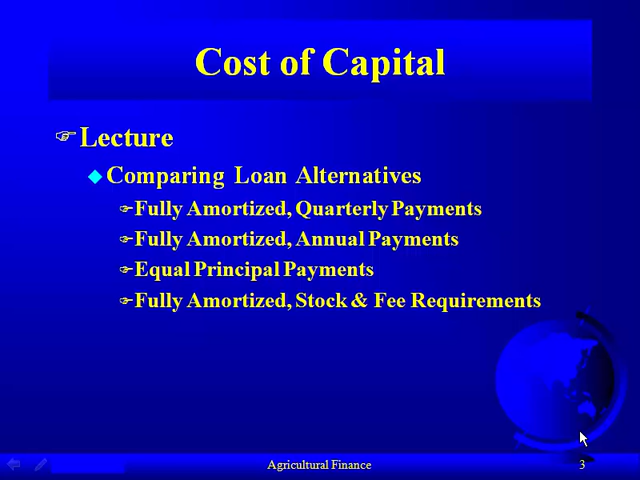 Cost of Capital
Lecture
Comparing Loan Alternatives
Fully Amortized, Quarterly Payments
Fully Amortized, Annual Payments
Equal Principal Payments
Fully Amortized, Stock & Fee Requirements
Agricultural Finance
3